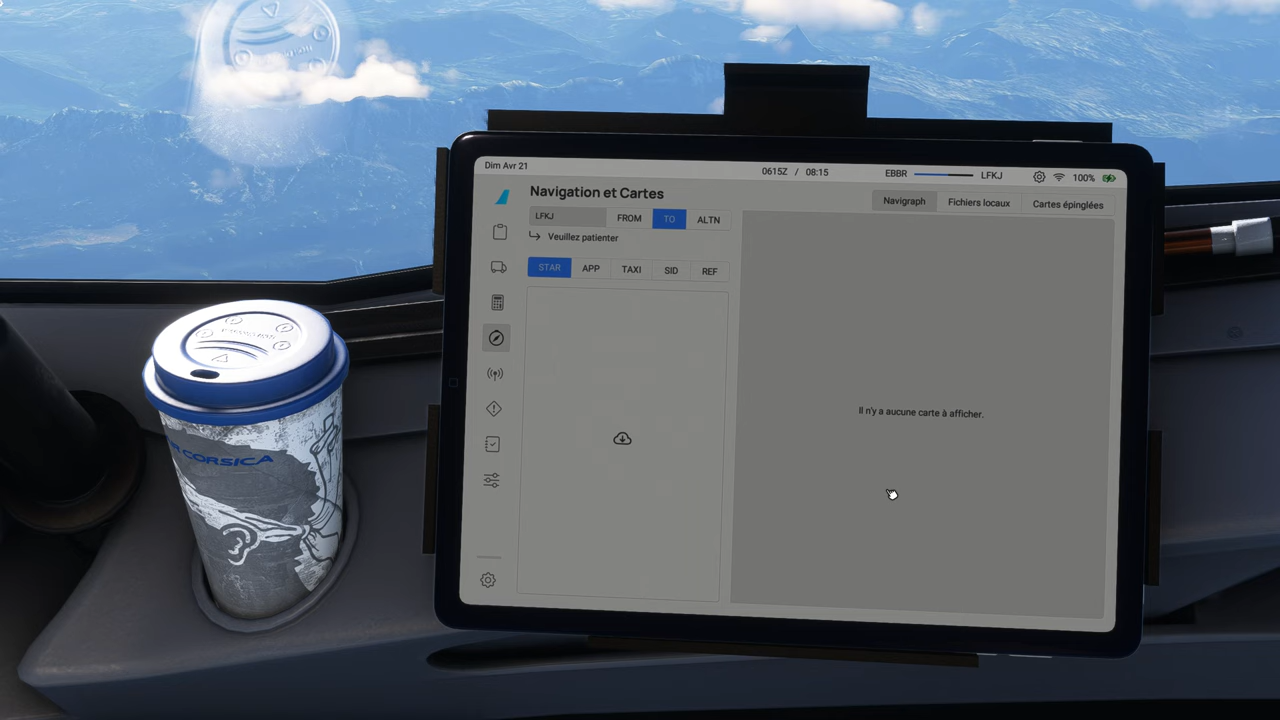 Dim Avr 21
0615Z / 08:15
EBBR LFKJ
100%
Navigation et Cartes
Navigraph
Fichiers locaux
Cartes épinglées
LFKJ
FROM
TO
ALTN
Veuillez patienter
STAR
APP
TAXI
SID
REF
Il n'y a aucune carte à afficher.
CORSICA